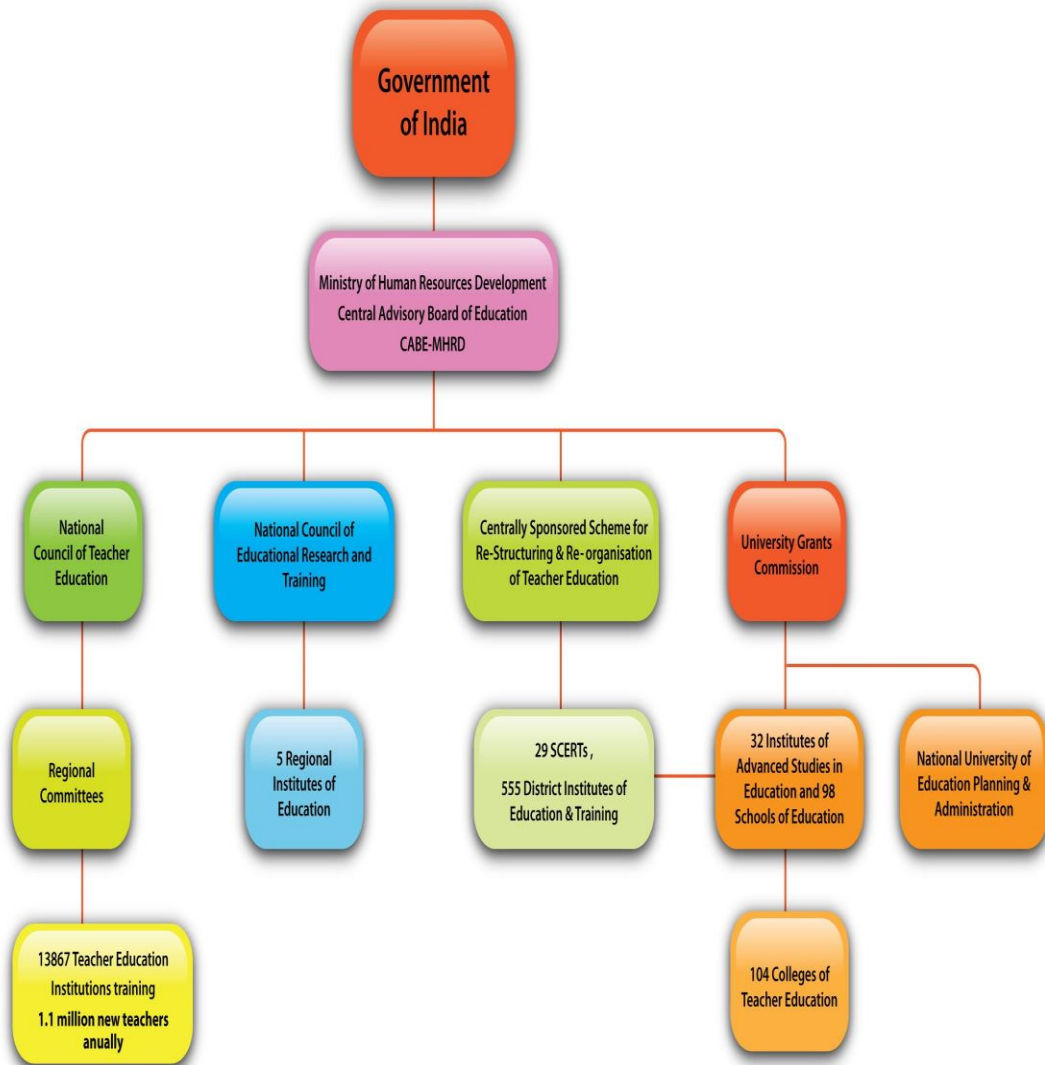 Government
of India
Ministry of Human Resources Development
Central Advisory Board of Education
CABE-MHRD
National
Council of Teacher
Education
National Council of
Educational Research and
Training
Centrally Sponsored Scheme for
Re-Structuring & Re-organisation
of Teacher Education
University Grants
Commission
Regional
Committees
5 Regional
Institutes of
Education
29 SCERTs ,
555 District Institutes of
Education & Training
32 Institutes of
Advanced Studies in
Education and 98
Schools of Education
National University of
Education Planning &
Administration
13867 Teacher Education
Institutions training
1.1 million new teachers
anually
104 Colleges of
Teacher Education